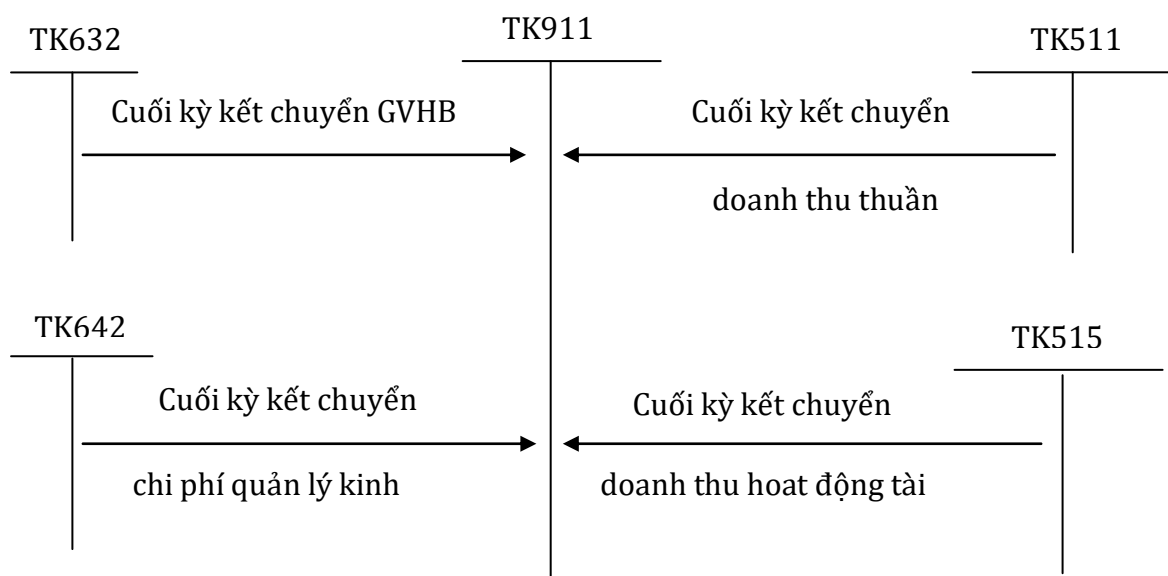 TK632
TK911
TK511
Cuối kỳ kết chuyển GVHB
Cuối kỳ kết chuyển
doanh thu thuần
TK642
TK515
Cuối kỳ kết chuyển
chi phí quản lý kinh
Cuối kỳ kết chuyển
doanh thu hoat động tài